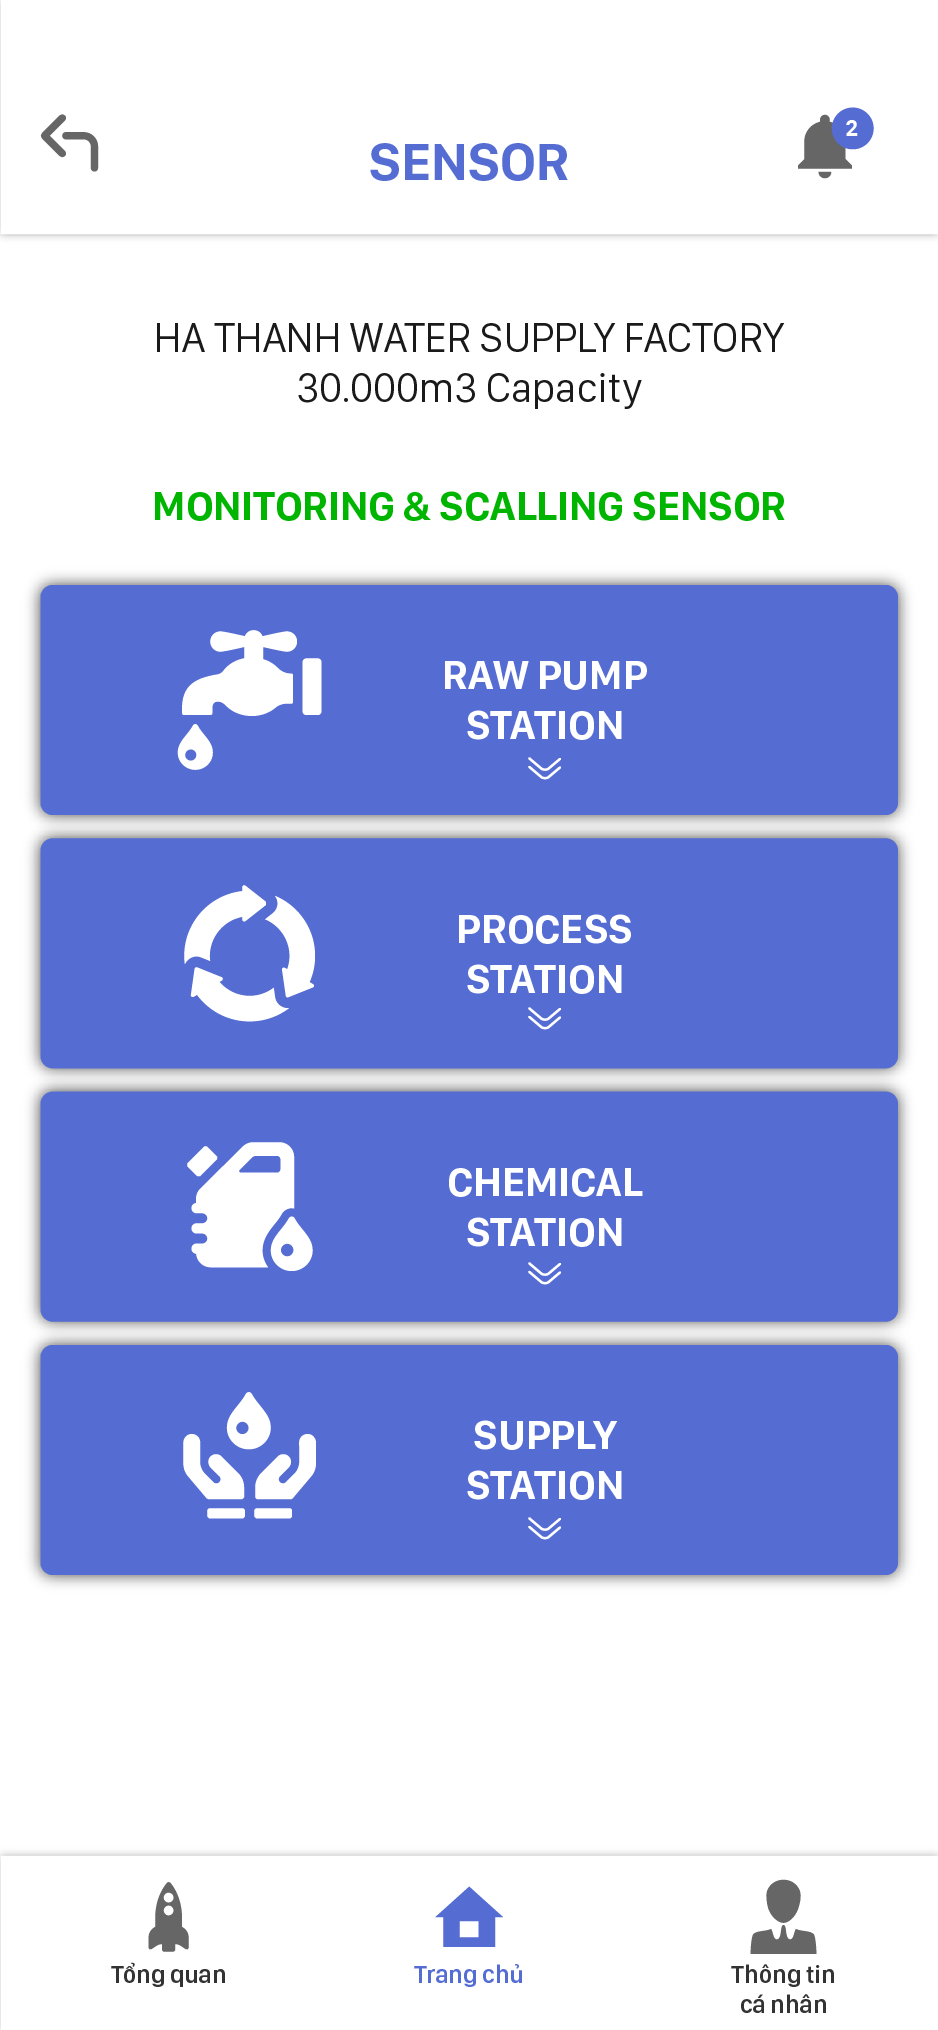 SENSOR
2
HA THANH WATER SUPPLY FACTORY
30.000m3 Capacity
MONITORING & SCALLING SENSOR
RAW PUMP
STATION
PROCESS
STATION
CHEMICAL
STATION
SUPPLY
STATION
Tổng quan
Trang chủ
Thông tin
cá nhân